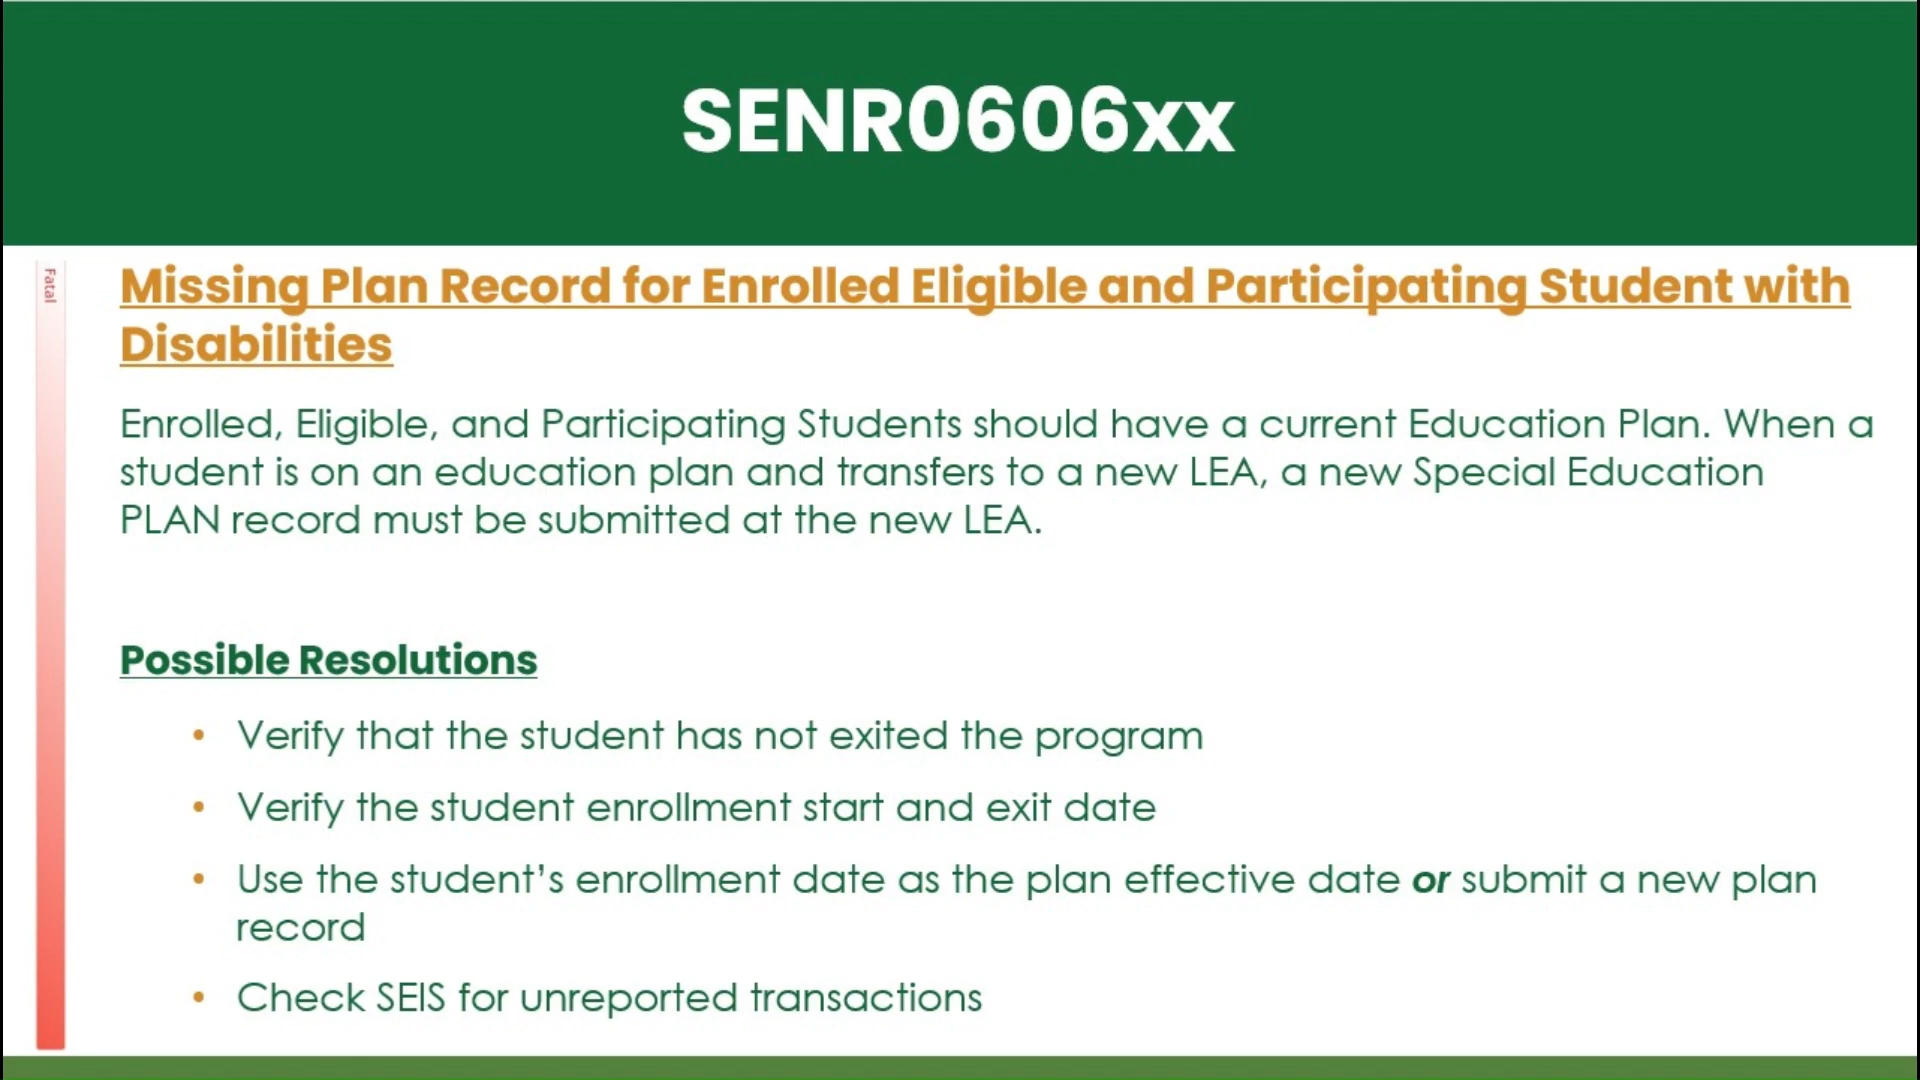 SENR0606xx
Fatal
Missing Plan Record for Enrolled Eligible and Participating Student with
Disabilities
Enrolled, Eligible, and Participating Students should have a current Education Plan. When a
student is on an education plan and transfers to a new LEA, a new Special Education
PLAN record must be submitted at the new LEA.
Possible Resolutions
• Verify that the student has not exited the program
• Verify the student enrollment start and exit date
• Use the student’s enrollment date as the plan effective date or submit a new plan
record
• Check SEIS for unreported transactions